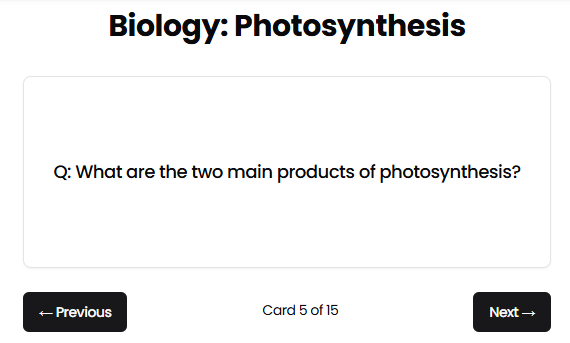 Biology: Photosynthesis
Q: What are the two main products of photosynthesis?
← Previous
Card 5 of 15
Next →